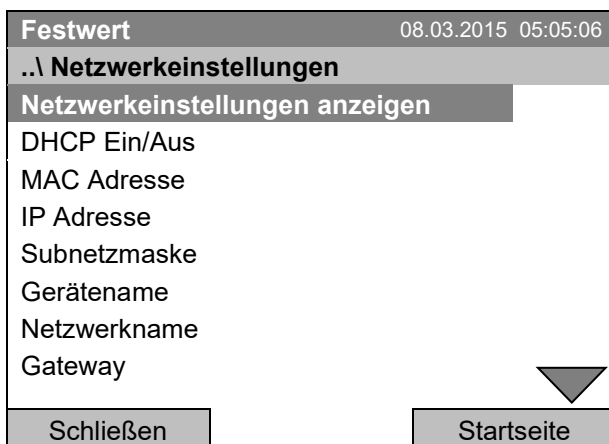 Festwert 08.03.2015 05:05:06
..\ Netzwerkeinstellungen
Netzwerkeinstellungen anzeigen
DHCP Ein/Aus
MAC Adresse
IP Adresse
Subnetzmaske
Gerätename
Netzwerkname
Gateway
Schließen Startseite